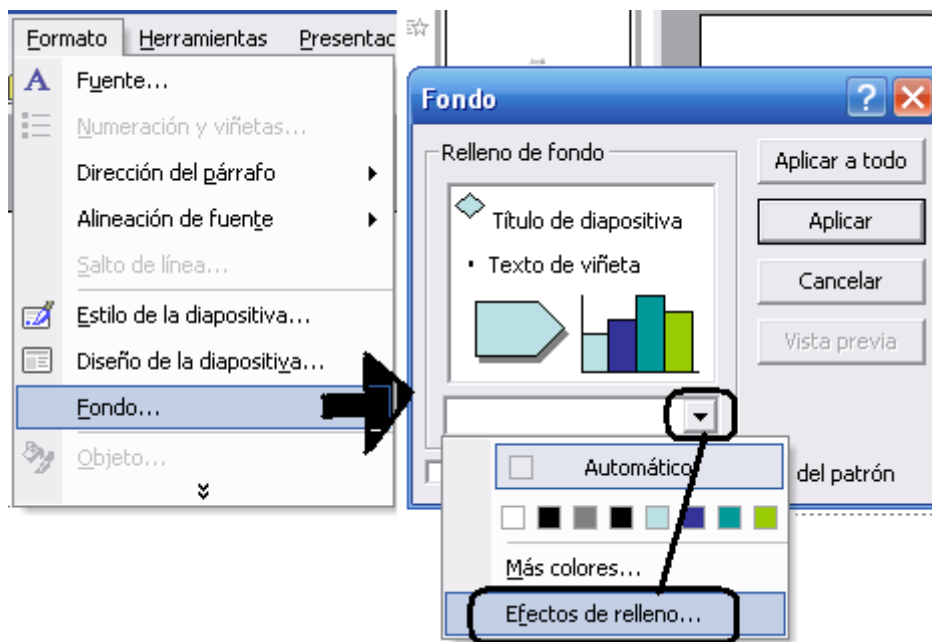 Formato Herramientas Presentac
Fuente...
Numeración y viñetas...
Dirección del párrafo
Alineación de fuente
Salto de línea...
Estilo de la diapositiva...
Diseño de la diapositiva...
Fondo...
Objeto...
Fondo
Relleno de fondo
Título de diapositiva
Texto de viñeta
Aplicar a todo
Aplicar
Cancelar
Vista previa
Automático
del patrón
Más colores...
Efectos de relleno...